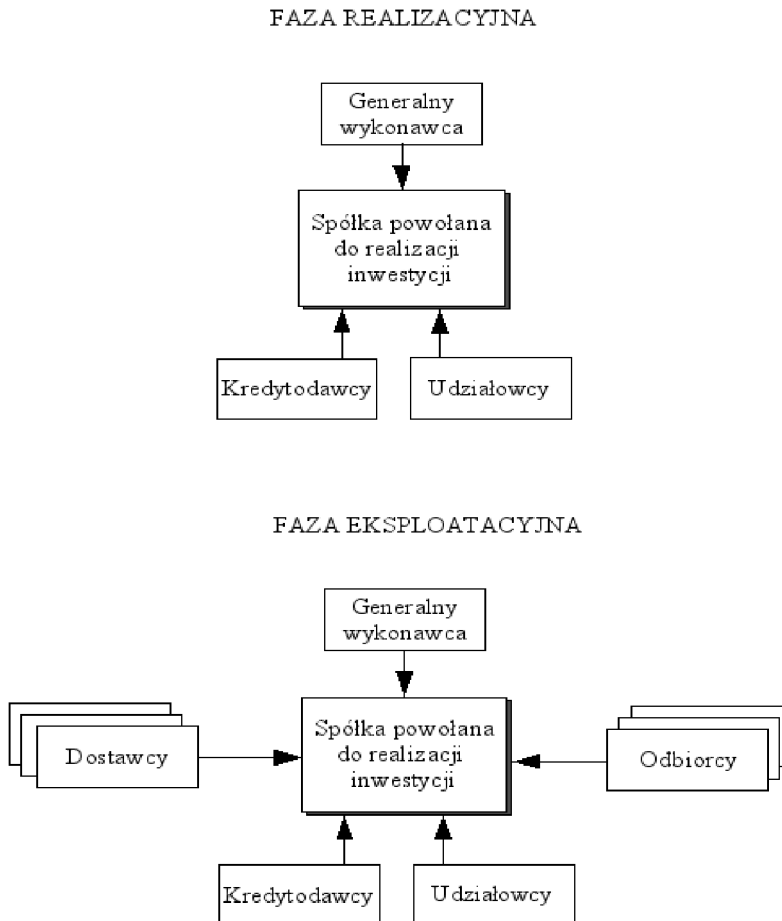 FAZA REALIZACYJNA
Generalny
wykonawca
Spółka powołana
do realizacji
inwestycji
Kredytodawcy
Udziałowcy
FAZA EKSPLOATACYJNA
Generalny
wykonawca
Dostawcy
Spółka powołana
do realizacji
inwestycji
Odbiorcy
Kredytodawcy
Udziałowcy